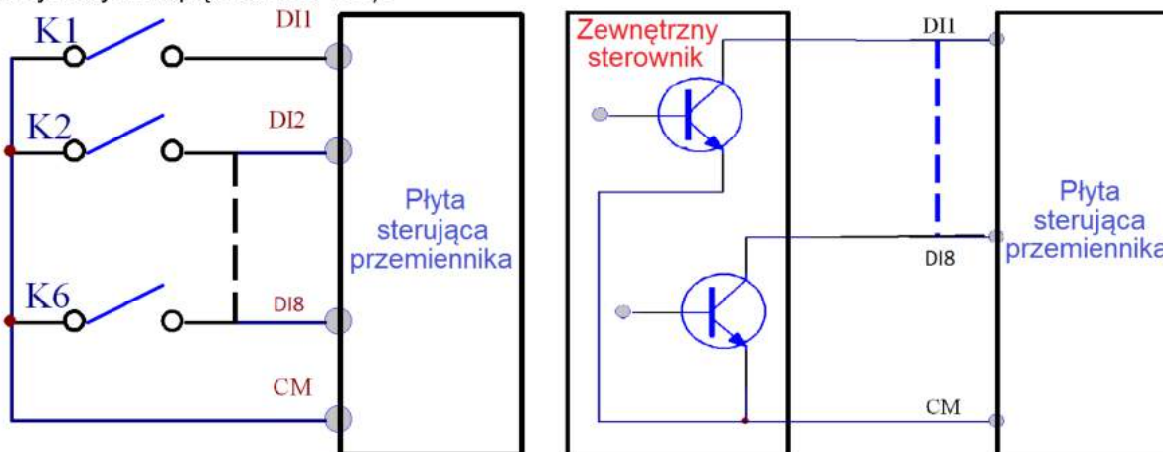 K1
DI1
K2
DI2
K6
DI8
CM
Płyta
sterująca
przemiennika
Zewnętrzny
sterownik
DI1
DI8
CM
Płyta
sterująca
przemiennika